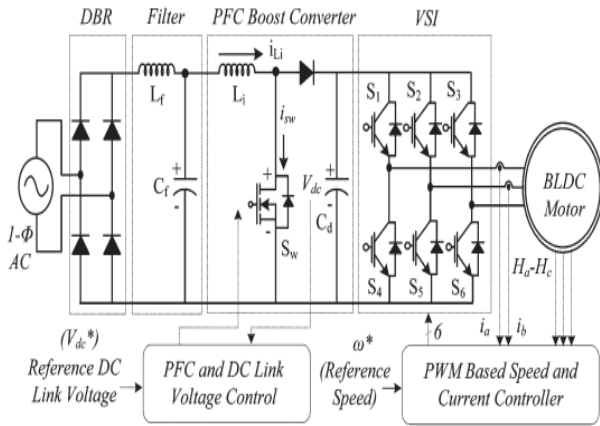 DBR
Filter
PFC Boost Converter
VSI
iLi
Lf
Li
S1
S2
S3
isw
+
Cf
-
+
Vdc
+
-
Cd
-
Sw
1-Φ
AC
BLDC
Motor
S4
S5
S6
Ha-Hc
6
ia
ib
(Vdc*)
Reference DC
Link Voltage
PFC and DC Link
Voltage Control
ω*
(Reference
Speed)
PWM Based Speed and
Current Controller